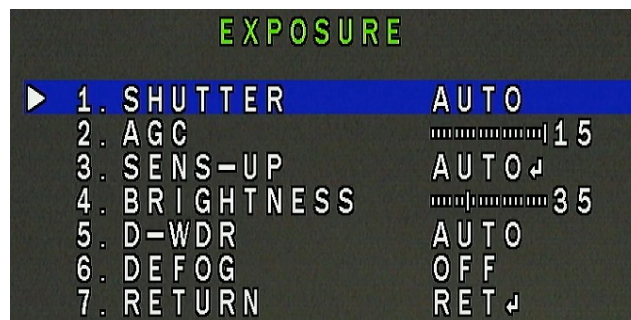 EXPOSURE
1. SHUTTER AUTO
2. AGC 15
3. SENS-UP AUTO↲
4. BRIGHTNESS 35
5. D-WDR AUTO
6. DEFOG OFF
7. RETURN RET↲